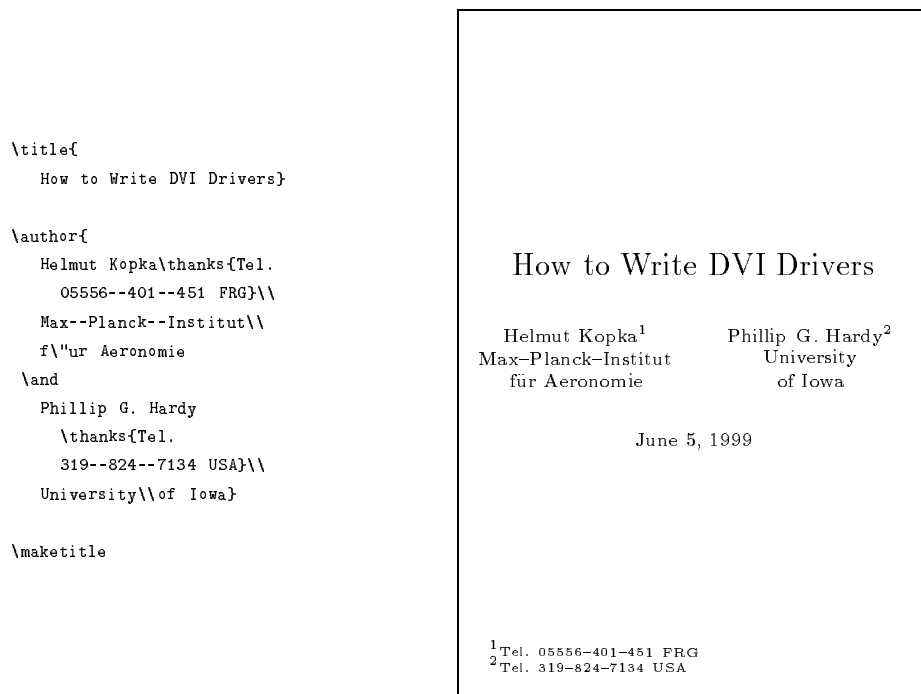 \title{
How to Write DVI Drivers}
\author{
Helmut Kopka\thanks{Tel.
05556--401--451 FRG}\\
Max--Planck--Institut\\
f\"ur Aeronomie
\and
Phillip G. Hardy
\thanks{Tel.
319--824--7134 USA}\\
University\\of Iowa}
\maketitle
How to Write DVI Drivers
Helmut Kopka¹
Max–Planck–Institut
für Aeronomie
Phillip G. Hardy²
University
of Iowa
June 5, 1999
¹Tel. 05556–401–451 FRG
²Tel. 319–824–7134 USA